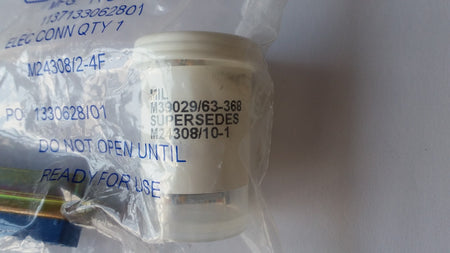 1137133062801
ELEC CONN QTY 1
M24308/2-4F
PO: 1330628/01
DO NOT OPEN UNTIL
READY FOR USE
MIL.
M39029/63-368
SUPERSEDES
M24308/10-1